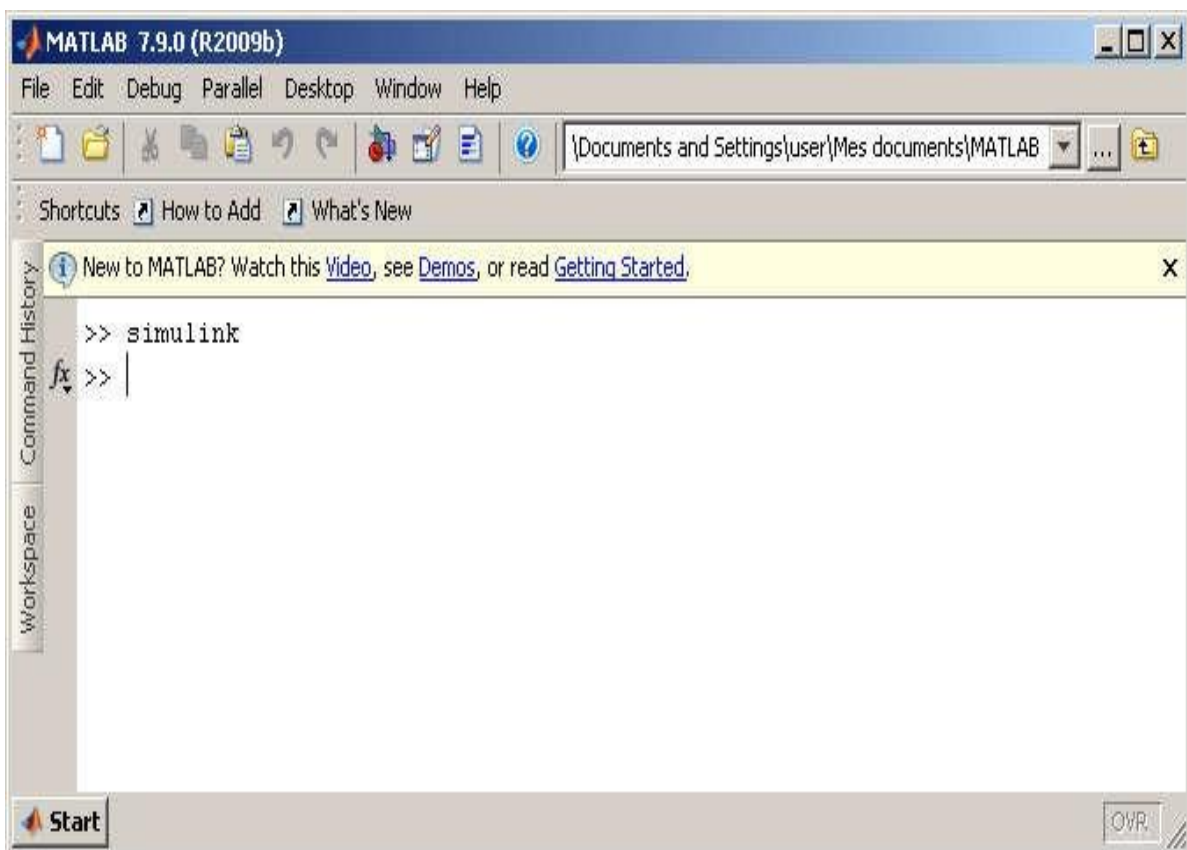 MATLAB 7.9.0 (R2009b)
File Edit Debug Parallel Desktop Window Help
\Documents and Settings\user\Mes documents\MATLAB ...
Shortcuts How to Add What's New
New to MATLAB? Watch this Video, see Demos, or read Getting Started.
>> simulink
fx >>
Command History
Workspace
Start
OVR